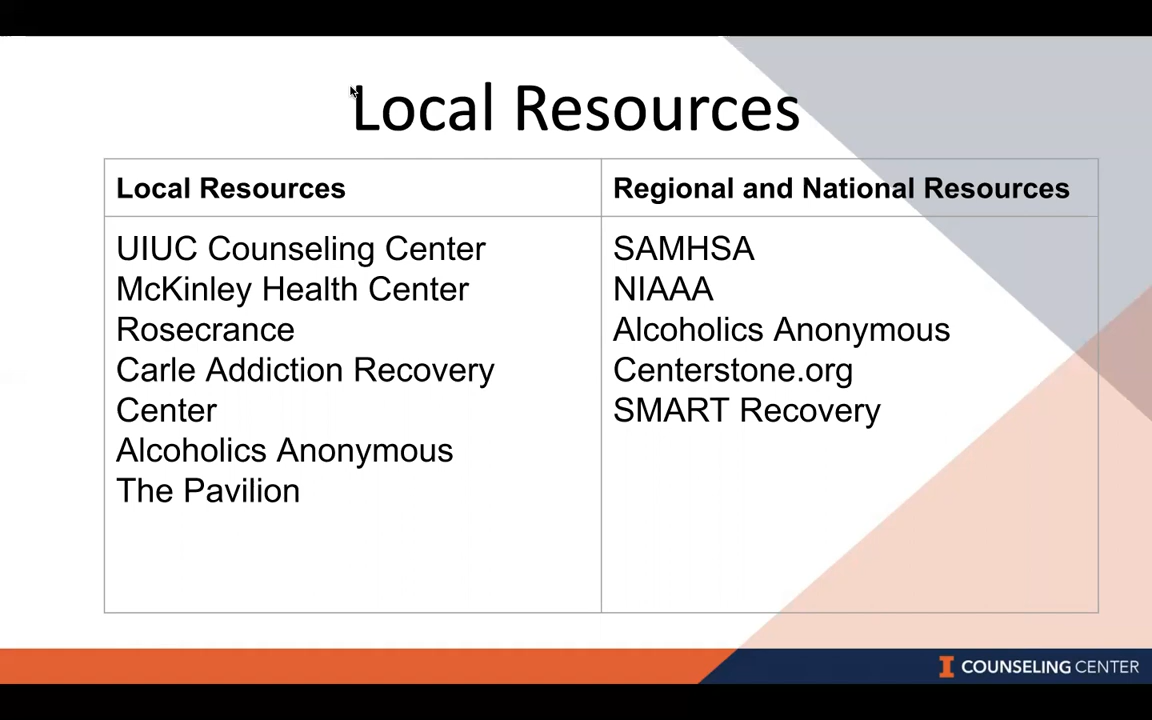 Local Resources
Local Resources
Regional and National Resources
UIUC Counseling Center
McKinley Health Center
Rosecrance
Carle Addiction Recovery
Center
Alcoholics Anonymous
The Pavilion
SAMHSA
NIAAA
Alcoholics Anonymous
Centerstone.org
SMART Recovery
I COUNSELING CENTER